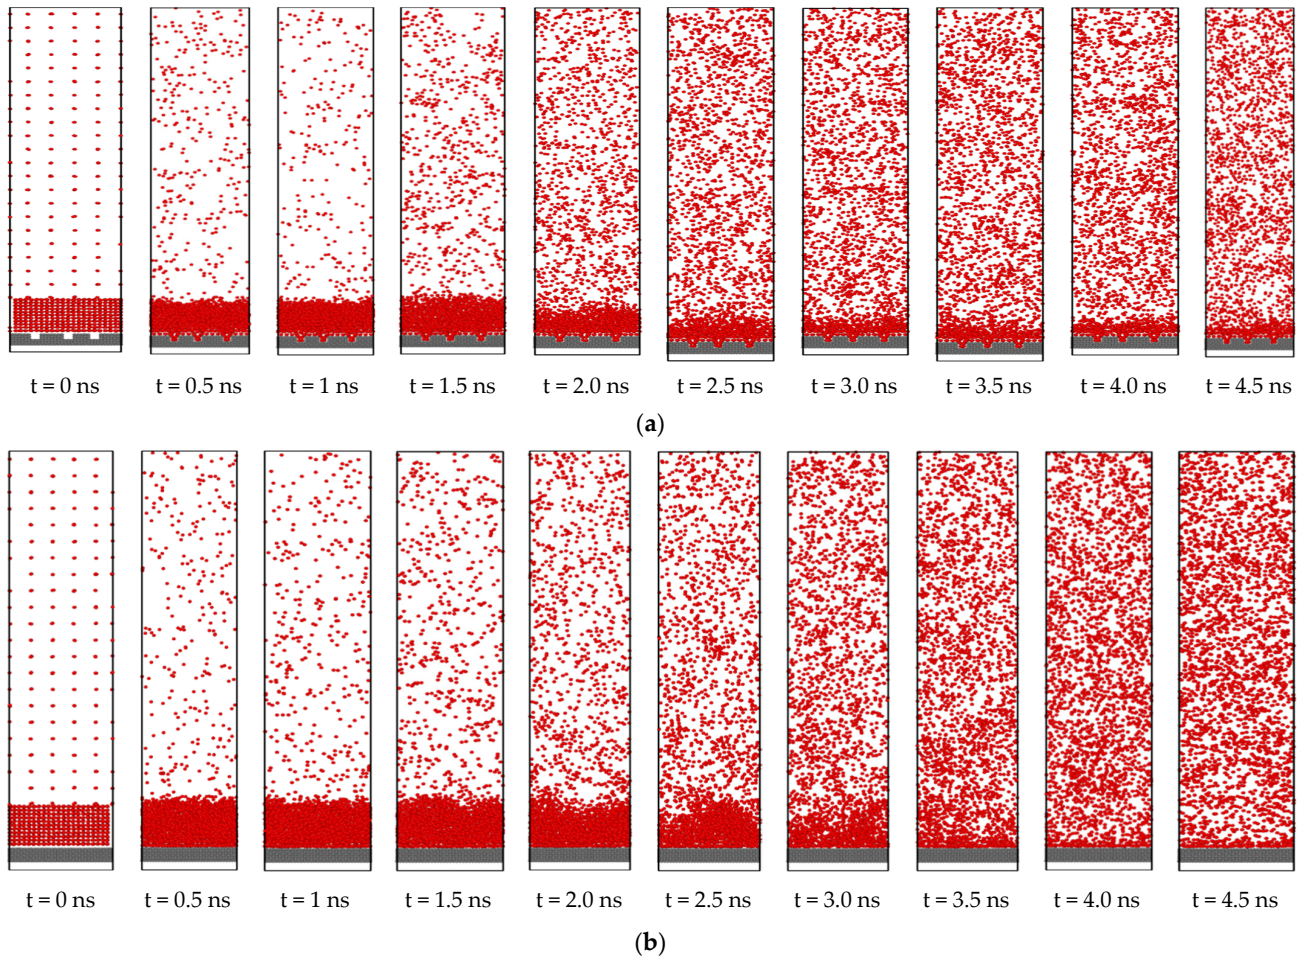 t = 0 ns t = 0.5 ns t = 1 ns t = 1.5 ns t = 2.0 ns t = 2.5 ns t = 3.0 ns t = 3.5 ns t = 4.0 ns t = 4.5 ns
(a)
t = 0 ns t = 0.5 ns t = 1 ns t = 1.5 ns t = 2.0 ns t = 2.5 ns t = 3.0 ns t = 3.5 ns t = 4.0 ns t = 4.5 ns
(b)